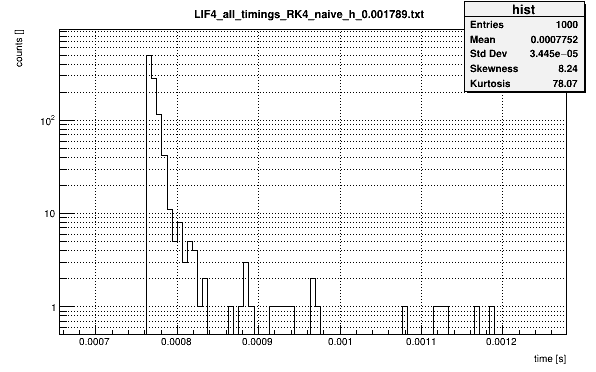 LIF4_all_timings_RK4_naive_h_0.001789.txt
hist
Entries 1000
Mean 0.0007752
Std Dev 3.445e−05
Skewness 8.24
Kurtosis 78.07
counts []
10²
10
1
0.0007 0.0008 0.0009 0.001 0.0011 0.0012
time [s]